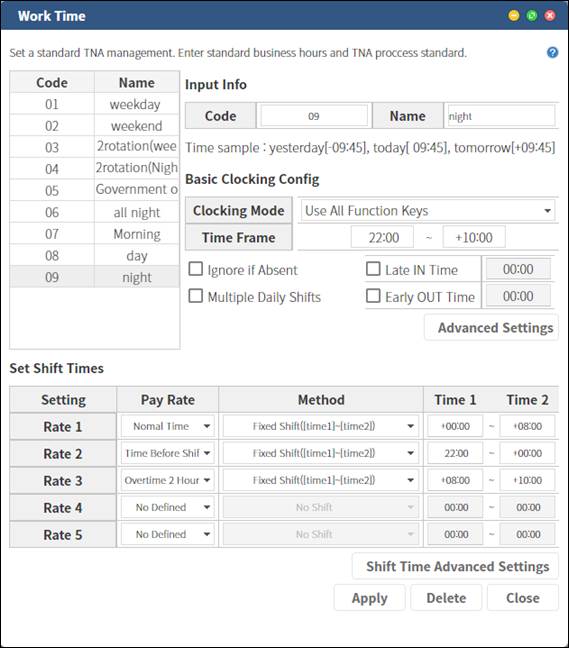 Work Time
Set a standard TNA management. Enter standard business hours and TNA proccess standard.
?
Code Name
01 weekday
02 weekend
03 2rotation(wee
04 2rotation(Nigh
05 Government o
06 all night
07 Morning
08 day
09 night
Input Info
Code 09 Name night
Time sample : yesterday[-09:45], today[ 09:45], tomorrow[+09:45]
Basic Clocking Config
Clocking Mode Use All Function Keys
Time Frame 22:00 ~ +10:00
Ignore if Absent Late IN Time 00:00
Multiple Daily Shifts Early OUT Time 00:00
Advanced Settings
Set Shift Times
Setting Pay Rate Method Time 1 Time 2
Rate 1 Nomal Time Fixed Shift([time1]~[time2]) +00:00 ~ +08:00
Rate 2 Time Before Shif Fixed Shift([time1]~[time2]) 22:00 ~ +00:00
Rate 3 Overtime 2 Hour Fixed Shift([time1]~[time2]) +08:00 ~ +10:00
Rate 4 No Defined No Shift 00:00 ~ 00:00
Rate 5 No Defined No Shift 00:00 ~ 00:00
Shift Time Advanced Settings
Apply Delete Close